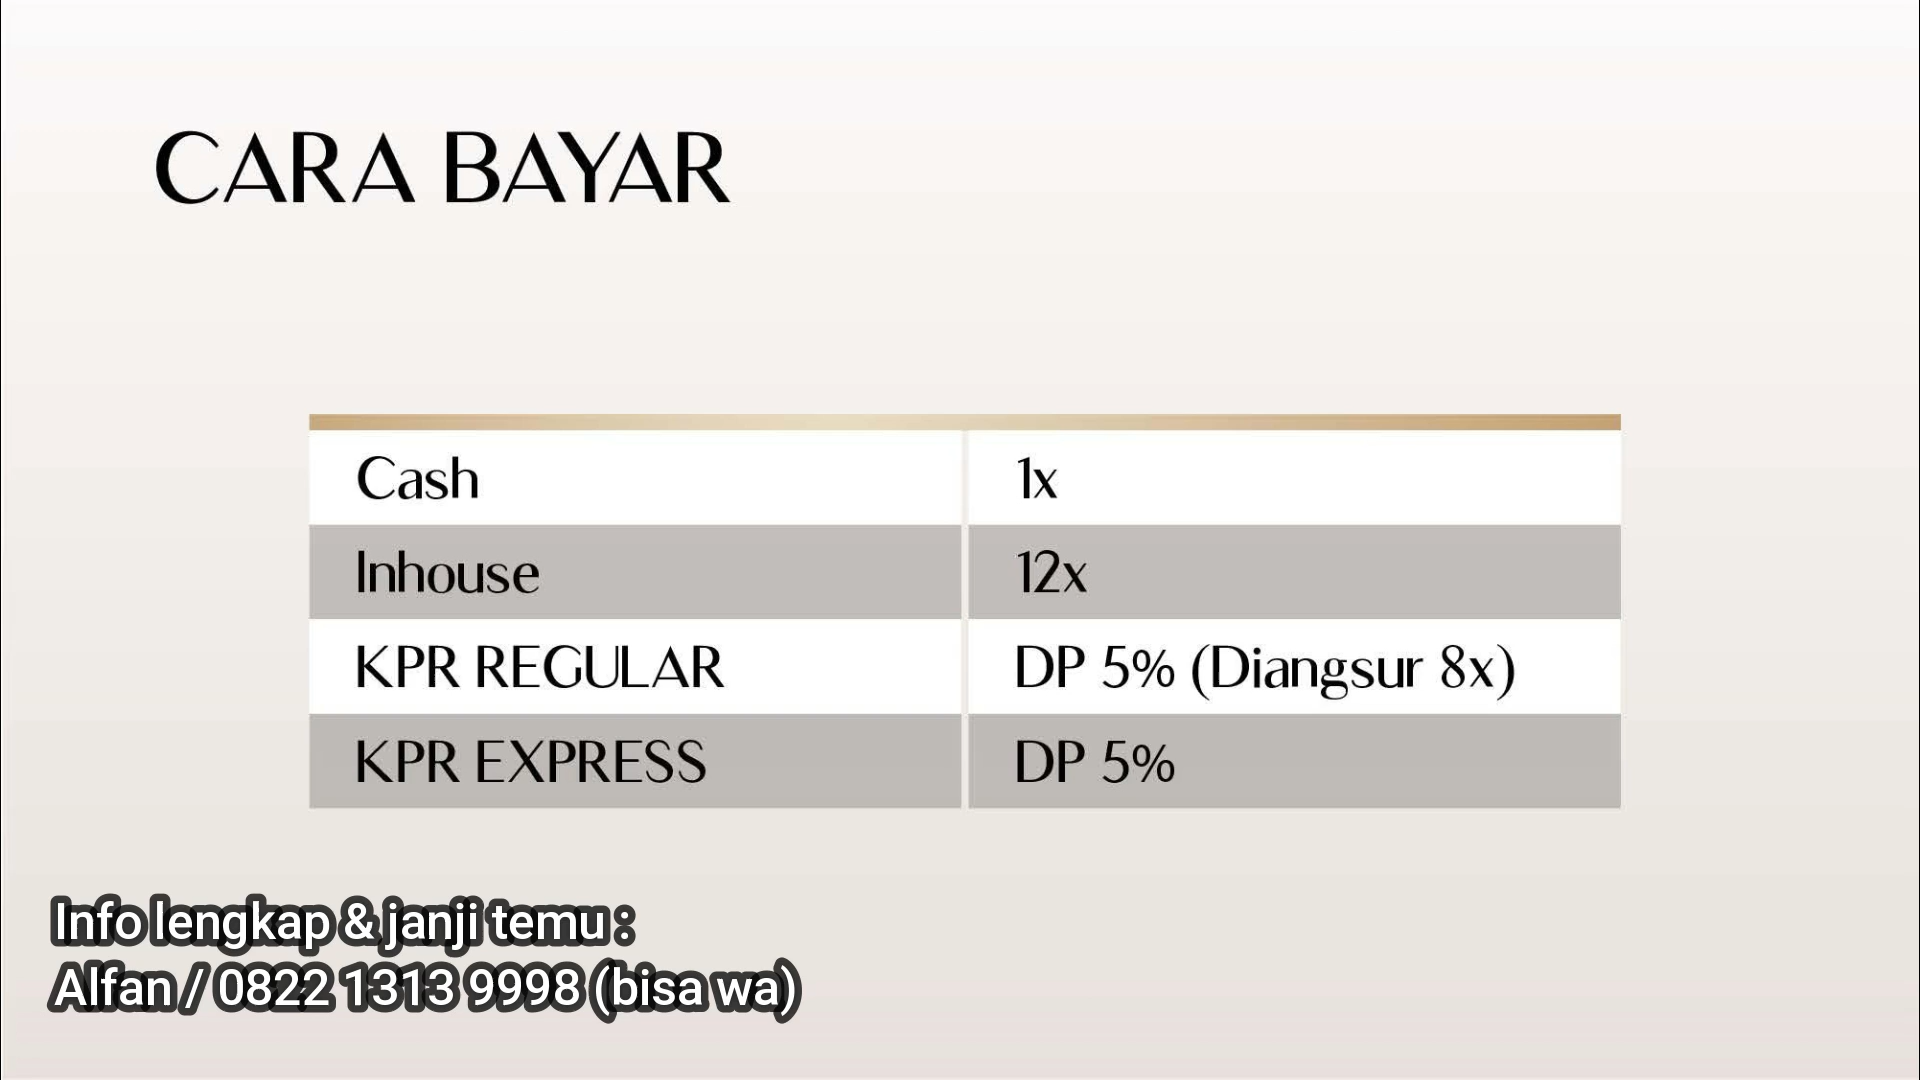 CARA BAYAR
Cash 1x
Inhouse 12x
KPR REGULAR DP 5% (Diangsur 8x)
KPR EXPRESS DP 5%
Info lengkap & janji temu :
Alfan / 0822 1313 9998 (bisa wa)